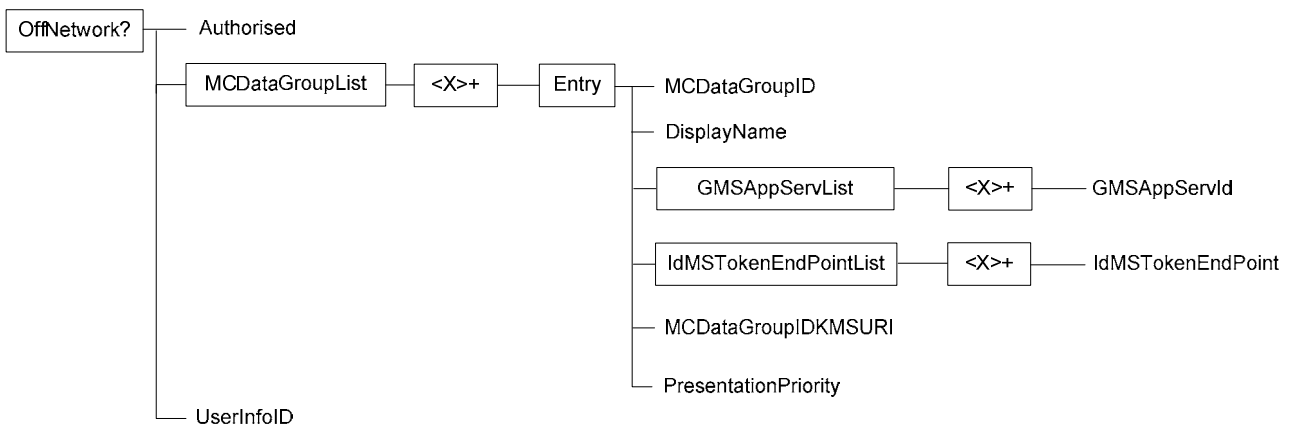 OffNetwork?
Authorised
MCDataGroupList
<X>+
Entry
MCDataGroupID
DisplayName
GMSAppServList
<X>+
GMSAppServId
IdMSTokenEndPointList
<X>+
IdMSTokenEndPoint
MCDataGroupIDKMSURI
PresentationPriority
UserInfoID